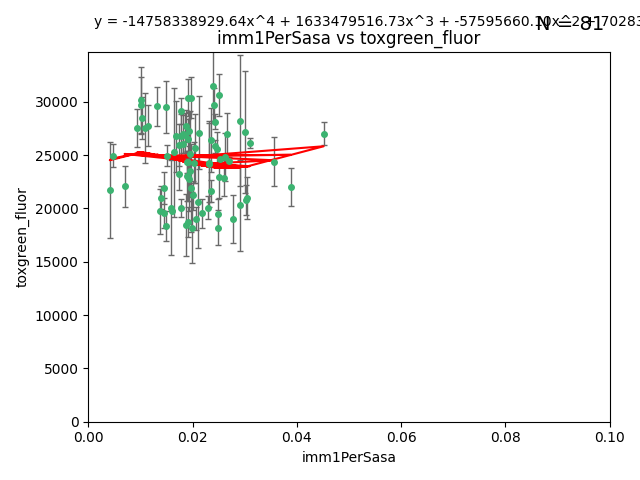 y = -14758338929.64x^4 + 1633479516.73x^3 + -57595660.10x^2 + 70283
N = 81
imm1PerSasa vs toxgreen_fluor
30000
25000
20000
15000
10000
5000
0
toxgreen_fluor
0.00 0.02 0.04 0.06 0.08 0.10
imm1PerSasa